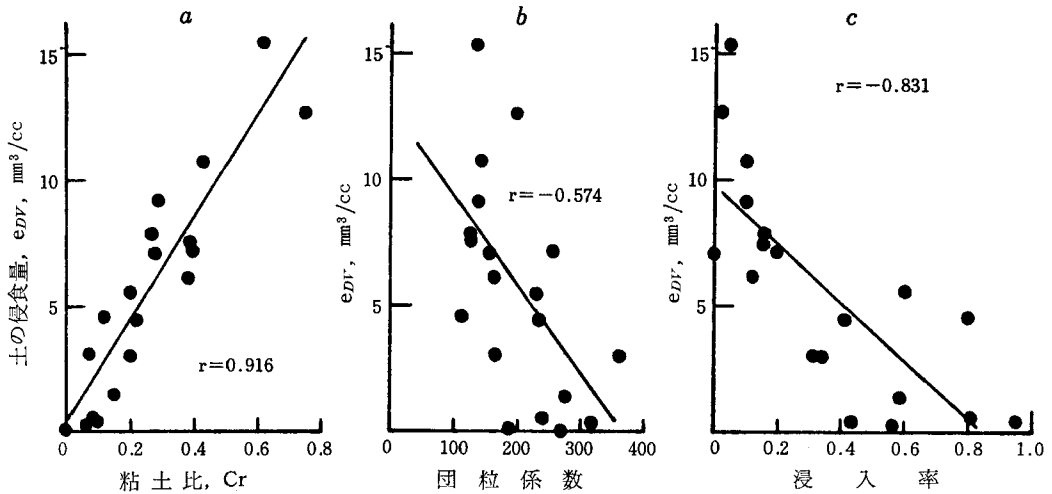 a
土の侵食量, eDV, mm³/cc
15
10
5
r=0.916
0 0.2 0.4 0.6 0.8
粘土比, Cr
b
eDV, mm³/cc
15
10
5
r=-0.574
0 100 200 300 400
団粒係数
c
eDV, mm³/cc
15
10
5
r=-0.831
0 0.2 0.4 0.6 0.8 1.0
浸入率